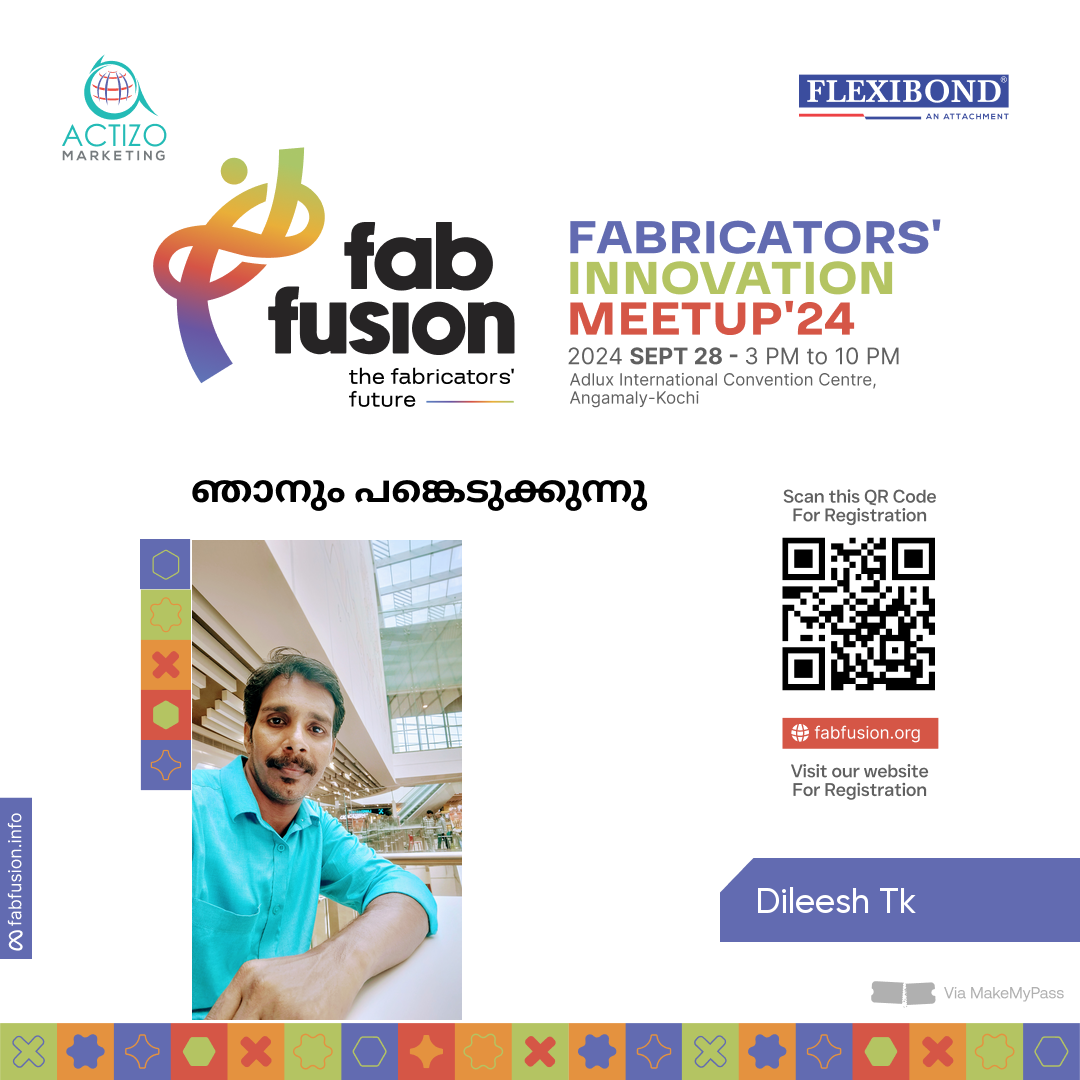 ACTIZO
MARKETING
FLEXIBOND®
AN ATTACHMENT
fab
fusion
the fabricators'
future
FABRICATORS'
INNOVATION
MEETUP'24
2024 SEPT 28 - 3 PM to 10 PM
Adlux International Convention Centre,
Angamaly-Kochi
ഞാനും പങ്കെടുക്കുന്നു
Scan this QR Code
For Registration
fabfusion.org
Visit our website
For Registration
fabfusion.info
Dileesh Tk
Via MakeMyPass